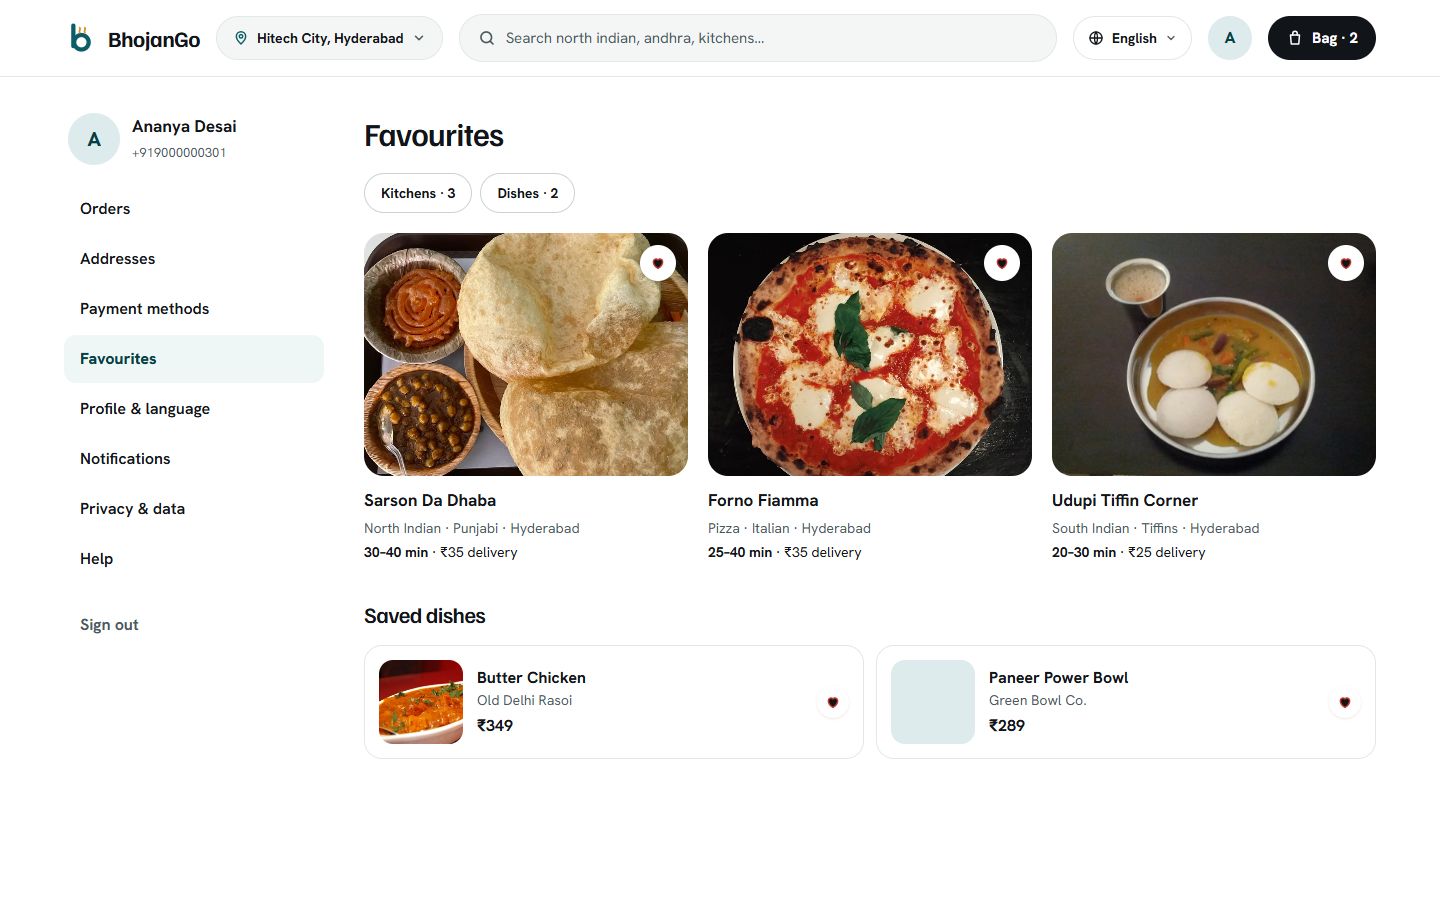 BhojanGo
Hitech City, Hyderabad
Search north indian, andhra, kitchens...
English
A
Bag · 2
A
Ananya Desai
+919000000301
Orders
Addresses
Payment methods
Favourites
Profile & language
Notifications
Privacy & data
Help
Sign out
Favourites
Kitchens · 3
Dishes · 2
Sarson Da Dhaba
North Indian · Punjabi · Hyderabad
30–40 min · ₹35 delivery
Forno Fiamma
Pizza · Italian · Hyderabad
25–40 min · ₹35 delivery
Udupi Tiffin Corner
South Indian · Tiffins · Hyderabad
20–30 min · ₹25 delivery
Saved dishes
Butter Chicken
Old Delhi Rasoi
₹349
Paneer Power Bowl
Green Bowl Co.
₹289